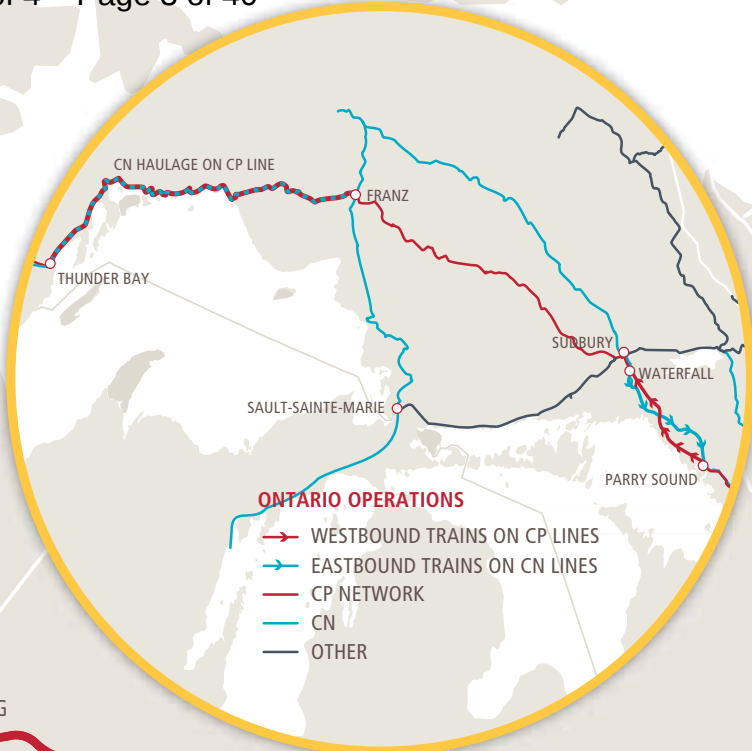 CN HAULAGE ON CP LINE
FRANZ
THUNDER BAY
SUDBURY
WATERFALL
SAULT-SAINTE-MARIE
PARRY SOUND
ONTARIO OPERATIONS
WESTBOUND TRAINS ON CP LINES
EASTBOUND TRAINS ON CN LINES
CP NETWORK
CN
OTHER
G